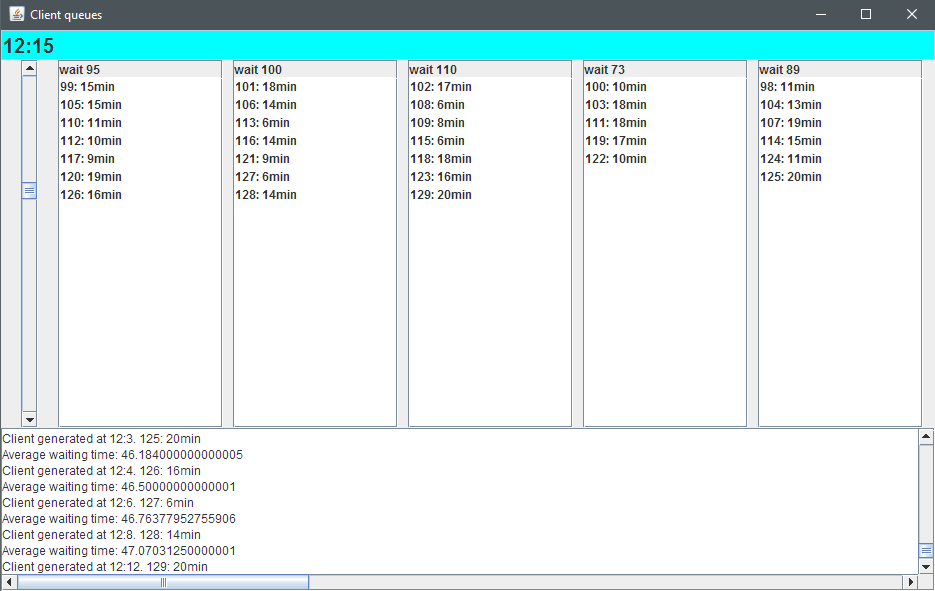 Client queues
12:15
wait 95
99: 15min
105: 15min
110: 11min
112: 10min
117: 9min
120: 19min
126: 16min
wait 100
101: 18min
106: 14min
113: 6min
116: 14min
121: 9min
127: 6min
128: 14min
wait 110
102: 17min
108: 6min
109: 8min
115: 6min
118: 18min
123: 16min
129: 20min
wait 73
100: 10min
103: 18min
111: 18min
119: 17min
122: 10min
wait 89
98: 11min
104: 13min
107: 19min
114: 15min
124: 11min
125: 20min
Client generated at 12:3. 125: 20min
Average waiting time: 46.184000000000005
Client generated at 12:4. 126: 16min
Average waiting time: 46.50000000000001
Client generated at 12:6. 127: 6min
Average waiting time: 46.76377952755906
Client generated at 12:8. 128: 14min
Average waiting time: 47.07031250000001
Client generated at 12:12. 129: 20min